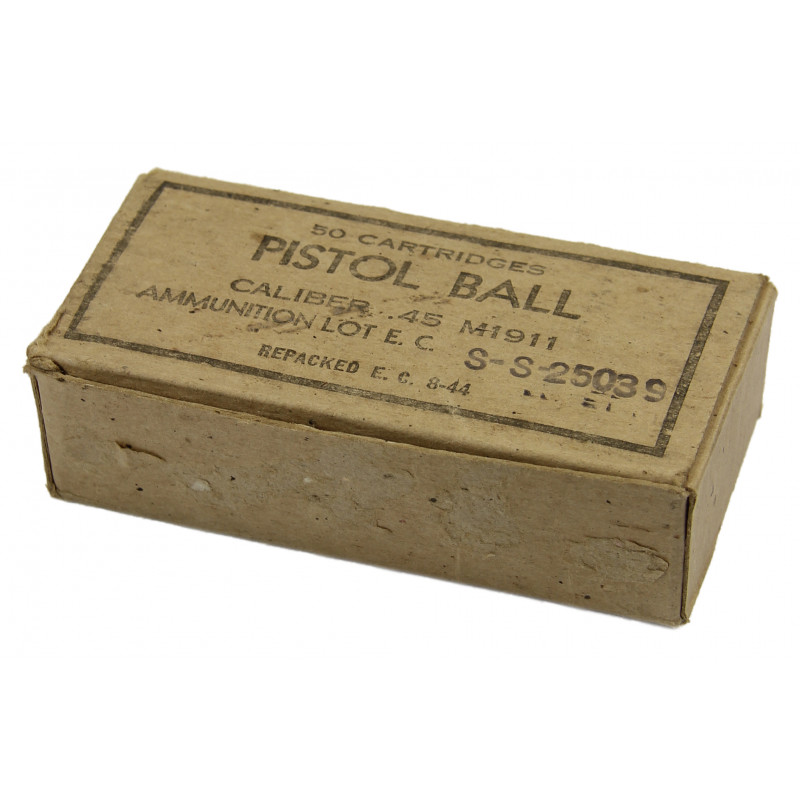 50 CARTRIDGES
PISTOL BALL
CALIBER .45 M1911
AMMUNITION LOT E. C. S-S-25039
REPACKED E. C. 8-44